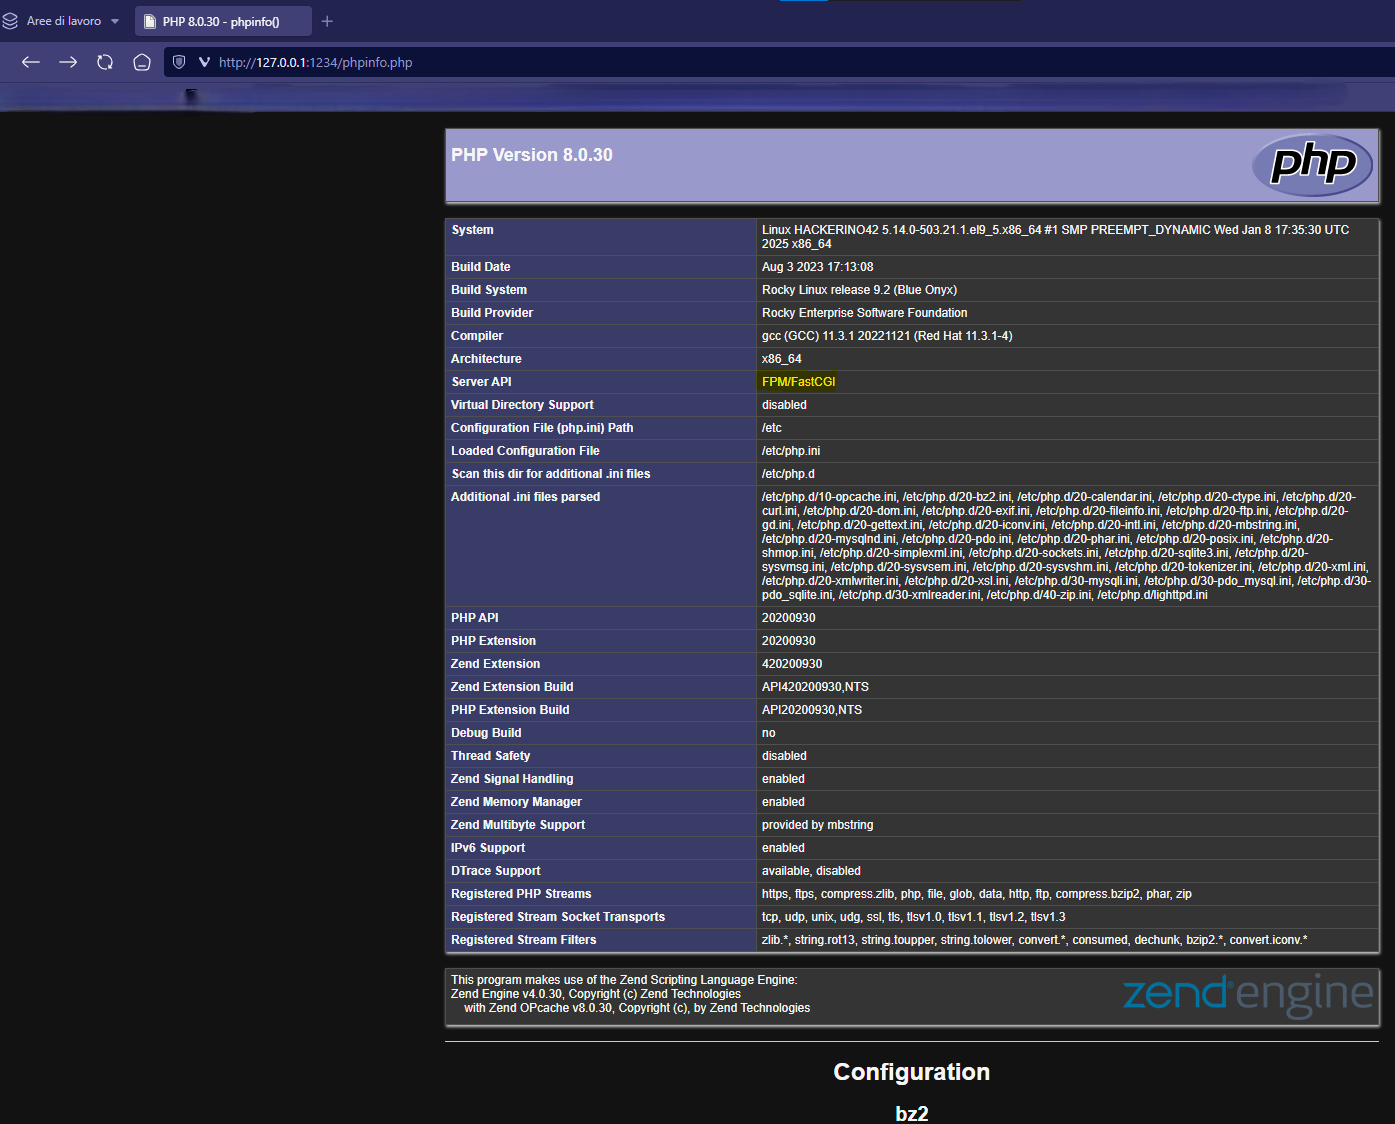 Aree di lavoro
PHP 8.0.30 - phpinfo()
http://127.0.0.1:1234/phpinfo.php
PHP Version 8.0.30
php
System Linux HACKERINO42 5.14.0-503.21.1.el9_5.x86_64 #1 SMP PREEMPT_DYNAMIC Wed Jan 8 17:35:30 UTC
2025 x86_64
Build Date Aug 3 2023 17:13:08
Build System Rocky Linux release 9.2 (Blue Onyx)
Build Provider Rocky Enterprise Software Foundation
Compiler gcc (GCC) 11.3.1 20221121 (Red Hat 11.3.1-4)
Architecture x86_64
Server API FPM/FastCGI
Virtual Directory Support disabled
Configuration File (php.ini) Path /etc
Loaded Configuration File /etc/php.ini
Scan this dir for additional .ini files /etc/php.d
Additional .ini files parsed /etc/php.d/10-opcache.ini, /etc/php.d/20-bz2.ini, /etc/php.d/20-calendar.ini, /etc/php.d/20-ctype.ini, /etc/php.d/20-
curl.ini, /etc/php.d/20-dom.ini, /etc/php.d/20-exif.ini, /etc/php.d/20-fileinfo.ini, /etc/php.d/20-ftp.ini, /etc/php.d/20-
gd.ini, /etc/php.d/20-gettext.ini, /etc/php.d/20-iconv.ini, /etc/php.d/20-intl.ini, /etc/php.d/20-mbstring.ini,
/etc/php.d/20-mysqlnd.ini, /etc/php.d/20-pdo.ini, /etc/php.d/20-phar.ini, /etc/php.d/20-posix.ini, /etc/php.d/20-
shmop.ini, /etc/php.d/20-simplexml.ini, /etc/php.d/20-sockets.ini, /etc/php.d/20-sqlite3.ini, /etc/php.d/20-
sysvmsg.ini, /etc/php.d/20-sysvsem.ini, /etc/php.d/20-sysvshm.ini, /etc/php.d/20-tokenizer.ini, /etc/php.d/20-xml.ini,
/etc/php.d/20-xmlwriter.ini, /etc/php.d/20-xsl.ini, /etc/php.d/30-mysqli.ini, /etc/php.d/30-pdo_mysql.ini, /etc/php.d/30-
pdo_sqlite.ini, /etc/php.d/30-xmlreader.ini, /etc/php.d/40-zip.ini, /etc/php.d/lighttpd.ini
PHP API 20200930
PHP Extension 20200930
Zend Extension 420200930
Zend Extension Build API420200930,NTS
PHP Extension Build API20200930,NTS
Debug Build no
Thread Safety disabled
Zend Signal Handling enabled
Zend Memory Manager enabled
Zend Multibyte Support provided by mbstring
IPv6 Support enabled
DTrace Support available, disabled
Registered PHP Streams https, ftps, compress.zlib, php, file, glob, data, http, ftp, compress.bzip2, phar, zip
Registered Stream Socket Transports tcp, udp, unix, udg, ssl, tls, tlsv1.0, tlsv1.1, tlsv1.2, tlsv1.3
Registered Stream Filters zlib.*, string.rot13, string.toupper, string.tolower, convert.*, consumed, dechunk, bzip2.*, convert.iconv.*
This program makes use of the Zend Scripting Language Engine:
Zend Engine v4.0.30, Copyright (c) Zend Technologies
with Zend OPcache v8.0.30, Copyright (c), by Zend Technologies
zend engine
Configuration
bz2